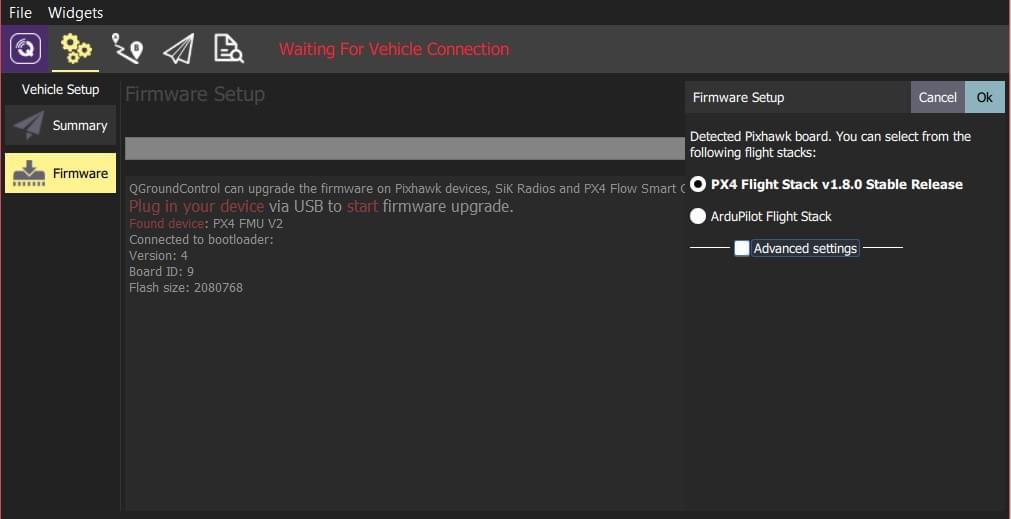 File Widgets
Waiting For Vehicle Connection
Vehicle Setup
Summary
Firmware
Firmware Setup
QGroundControl can upgrade the firmware on Pixhawk devices, SiK Radios and PX4 Flow Smart
Plug in your device via USB to start firmware upgrade.
Found device: PX4 FMU V2
Connected to bootloader:
Version: 4
Board ID: 9
Flash size: 2080768
Firmware Setup Cancel Ok
Detected Pixhawk board. You can select from the
following flight stacks:
PX4 Flight Stack v1.8.0 Stable Release
ArduPilot Flight Stack
Advanced settings